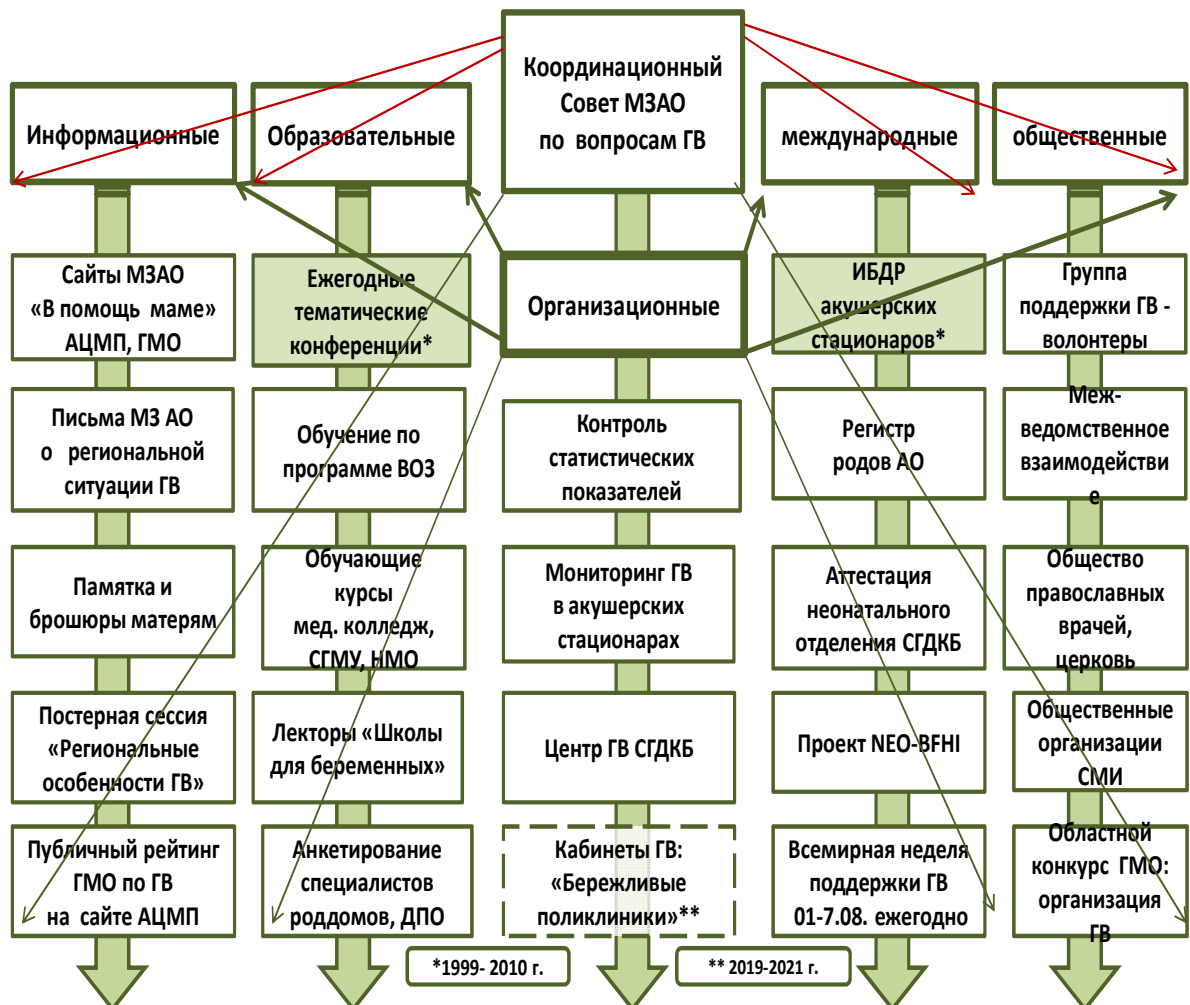 Координационный
Совет МЗАО
по вопросам ГВ
Информационные
Образовательные
международные
общественные
Сайты МЗАО
«В помощь маме»
АЦМП, ГМО
Письма МЗ АО
о региональной
ситуации ГВ
Памятка и
брошюры матерям
Постерная сессия
«Региональные
особенности ГВ»
Публичный рейтинг
ГМО по ГВ
на сайте АЦМП
Ежегодные
тематические
конференции*
Обучение по
программе ВОЗ
Обучающие
курсы
мед. колледж,
СГМУ, НМО
Лекторы «Школы
для беременных»
Анкетирование
специалистов
роддомов, ДПО
Организационные
Контроль
статистических
показателей
Мониторинг ГВ
в акушерских
стационарах
Центр ГВ СГДКБ
Кабинеты ГВ:
«Бережливые
поликлиники»**
ИБДР
акушерских
стационаров*
Регистр
родов АО
Аттестация
неонатального
отделения СГДКБ
Проект NEO-BFHI
Всемирная неделя
поддержки ГВ
01-7.08. ежегодно
Группа
поддержки ГВ -
волонтеры
Меж-
ведомственное
взаимодействи
е
Общество
православных
врачей,
церковь
Общественные
организации
СМИ
Областной
конкурс ГМО:
организация
ГВ
*1999- 2010 г.
** 2019-2021 г.